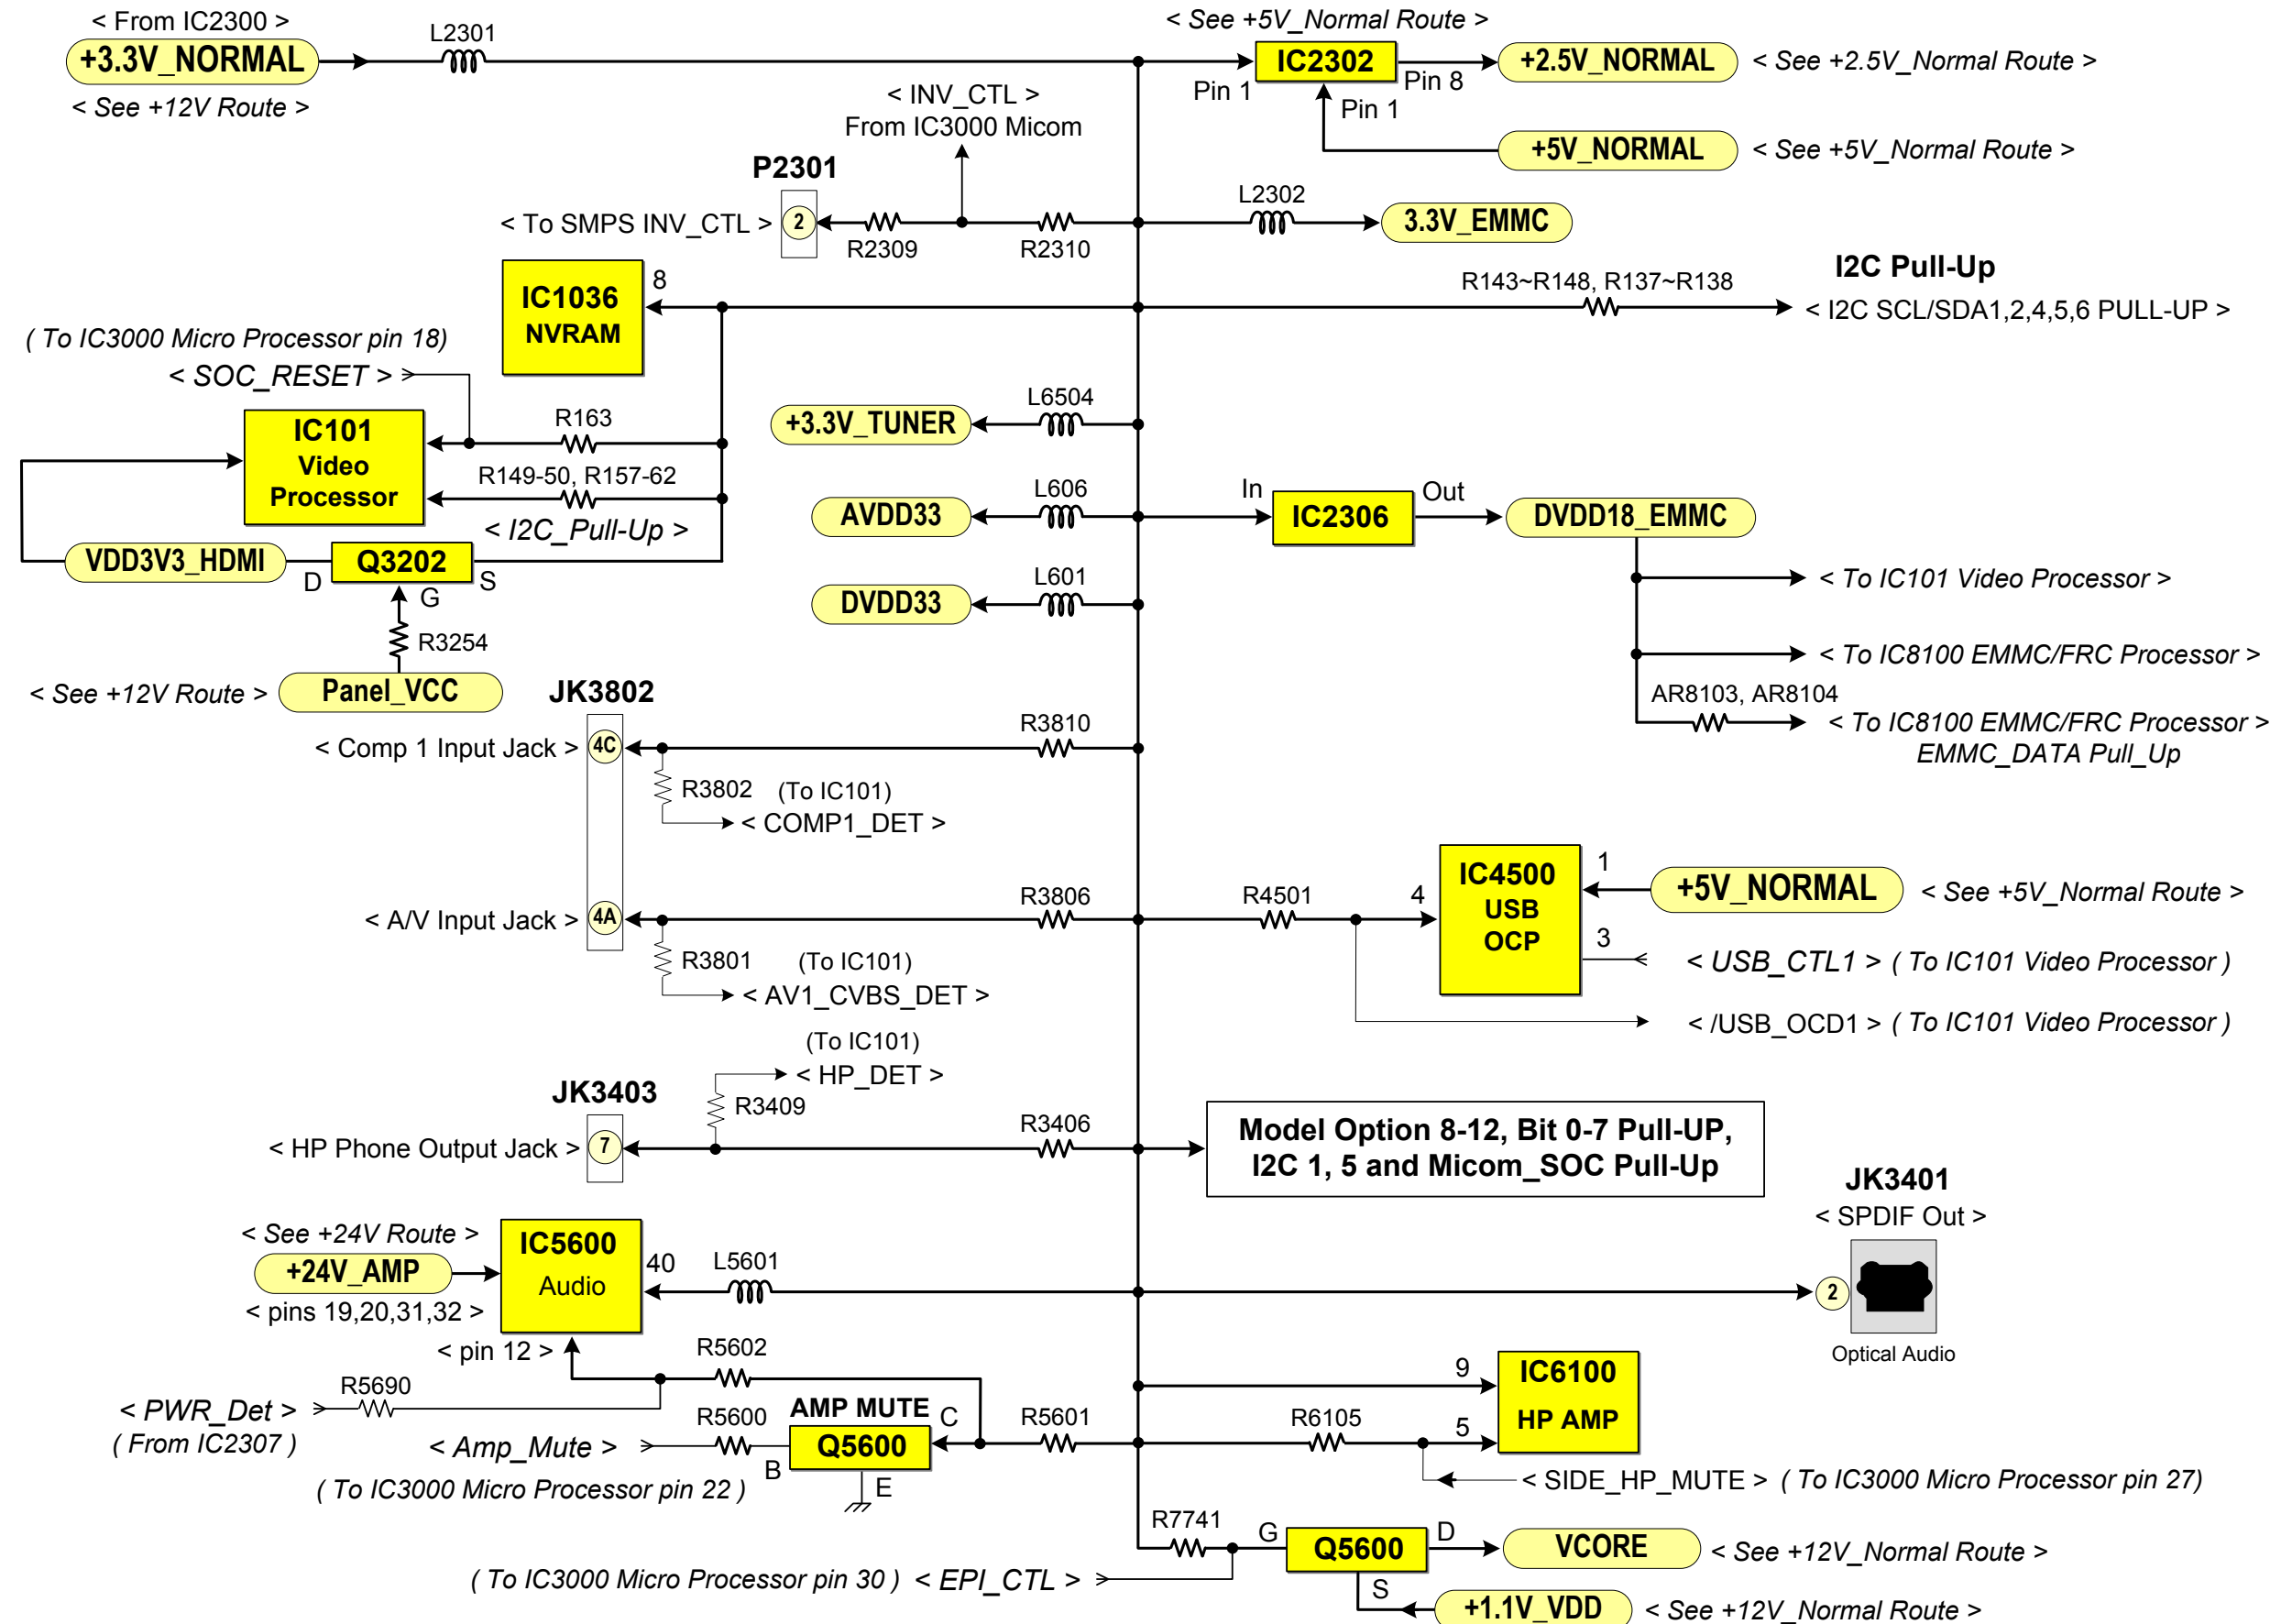 < From IC2300 >
+3.3V_NORMAL
< See +12V Route >
L2301
< See +5V_Normal Route >
IC2302
Pin 1
Pin 8
+2.5V_NORMAL
< See +2.5V_Normal Route >
Pin 1
+5V_NORMAL
< See +5V_Normal Route >
< INV_CTL >
From IC3000 Micom
P2301
< To SMPS INV_CTL >
2
R2309
R2310
L2302
3.3V_EMMC
IC1036
NVRAM
8
R143~R148, R137~R138
I2C Pull-Up
< I2C SCL/SDA1,2,4,5,6 PULL-UP >
( To IC3000 Micro Processor pin 18)
< SOC_RESET >
IC101
Video
Processor
R163
R149-50, R157-62
< I2C_Pull-Up >
VDD3V3_HDMI
D
Q3202
S
G
R3254
< See +12V Route >
Panel_VCC
+3.3V_TUNER
L6504
AVDD33
L606
DVDD33
L601
In
IC2306
Out
DVDD18_EMMC
< To IC101 Video Processor >
< To IC8100 EMMC/FRC Processor >
AR8103, AR8104
< To IC8100 EMMC/FRC Processor >
EMMC_DATA Pull_Up
JK3802
< Comp 1 Input Jack >
4C
R3810
R3802
(To IC101)
< COMP1_DET >
< A/V Input Jack >
4A
R3806
R3801
(To IC101)
< AV1_CVBS_DET >
R4501
4
IC4500
USB
OCP
1
+5V_NORMAL
< See +5V_Normal Route >
3
< USB_CTL1 > ( To IC101 Video Processor )
< /USB_OCD1 > ( To IC101 Video Processor )
(To IC101)
< HP_DET >
JK3403
R3409
< HP Phone Output Jack >
7
R3406
Model Option 8-12, Bit 0-7 Pull-UP,
I2C 1, 5 and Micom_SOC Pull-Up
JK3401
< SPDIF Out >
2
Optical Audio
< See +24V Route >
+24V_AMP
< pins 19,20,31,32 >
IC5600
Audio
40
L5601
< pin 12 >
R5602
R5690
< PWR_Det >
( From IC2307 )
R5600
AMP MUTE
C
< Amp_Mute >
Q5600
B
E
( To IC3000 Micro Processor pin 22 )
R5601
9
IC6100
HP AMP
R6105
5
< SIDE_HP_MUTE > ( To IC3000 Micro Processor pin 27)
R7741
G
Q5600
D
VCORE
< See +12V_Normal Route >
( To IC3000 Micro Processor pin 30 ) < EPI_CTL >
S
+1.1V_VDD
< See +12V_Normal Route >